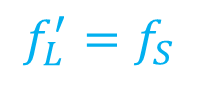 $f_L' = f_S$